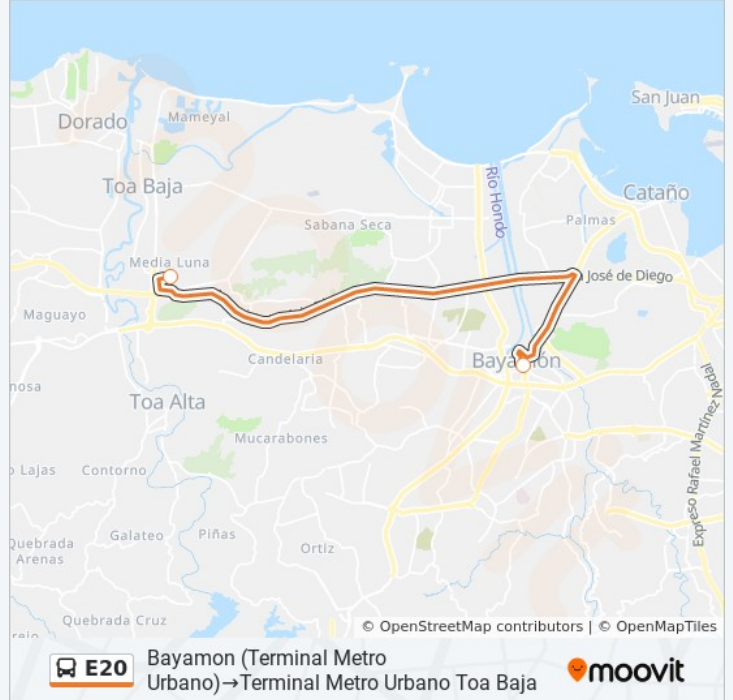 San Juan
Dorado
Mameyal
Toa Baja
Río Hondo
Cataño
Palmas
Sabana Seca
Media Luna
José de Diego
Maguayo
Candelaria
Bayamón
nosa
Toa Alta
Expreso Rafael Martínez Nadal
Mucarabones
o Lajas
Contorno
Galateo
Piñas
Quebrada
Arenas
Ortiz
Quebrada Cruz
rejo
© OpenStreetMap contributors | © OpenMapTiles
E20
Bayamon (Terminal Metro
Urbano)→Terminal Metro Urbano Toa Baja
moovit